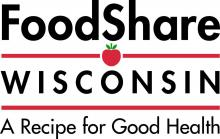 FoodShare
WISCONSIN
A Recipe for Good Health